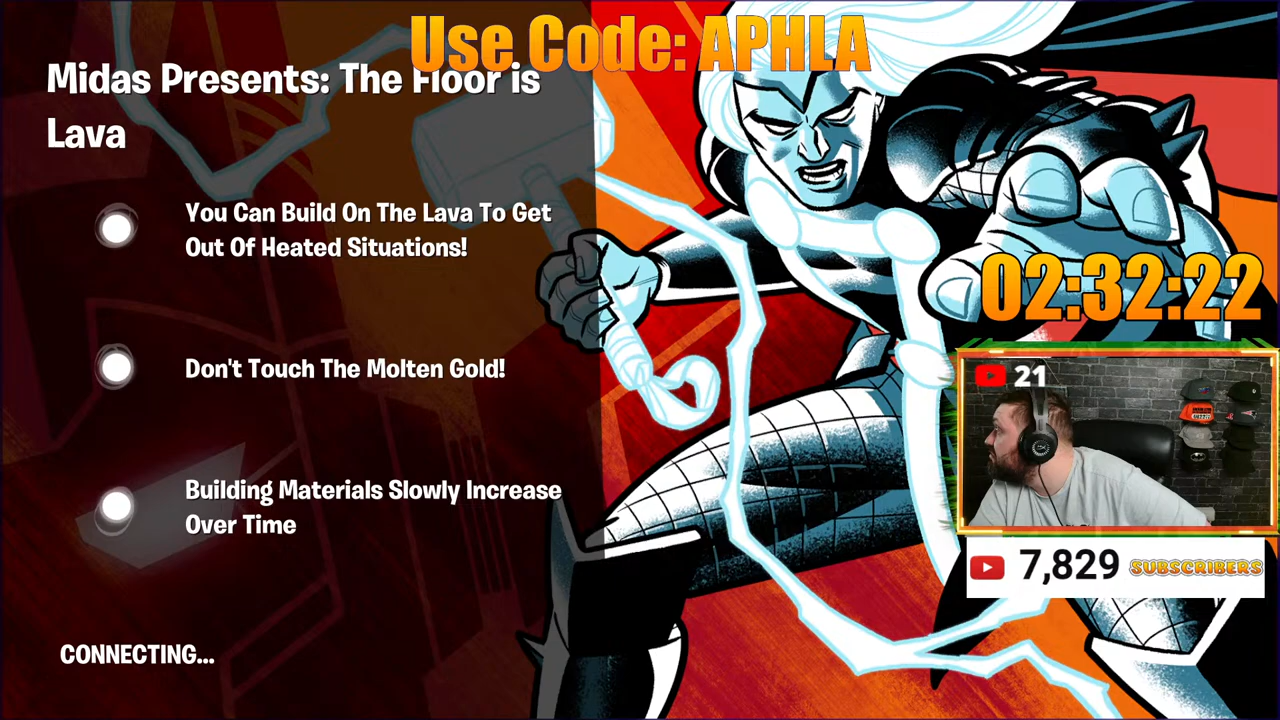 Use Code: APHLA
Midas Presents: The Floor is
Lava
You Can Build On The Lava To Get
Out Of Heated Situations!
Don't Touch The Molten Gold!
Building Materials Slowly Increase
Over Time
CONNECTING...
02:32:22
21
7,829 SUBSCRIBERS